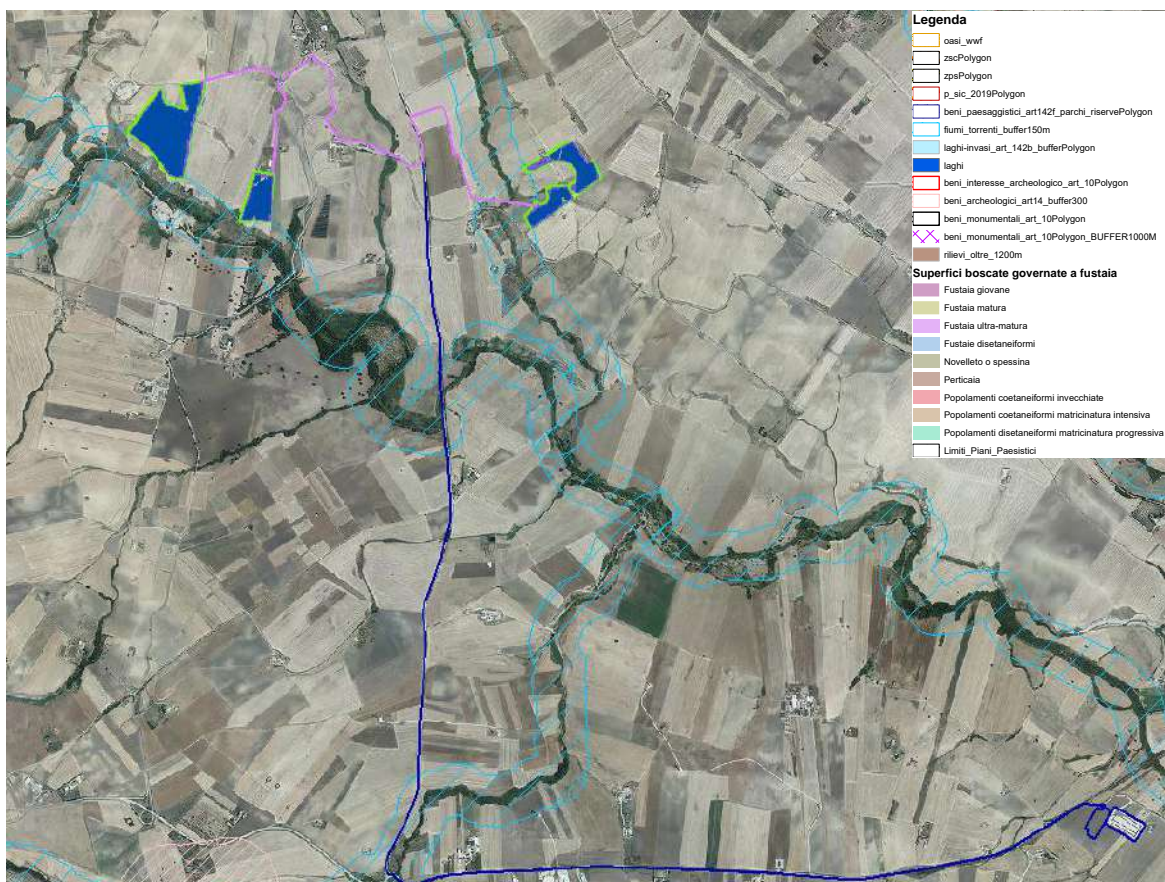 Legenda
oasi_wwf
zscPolygon
zpsPolygon
p_sic_2019Polygon
beni_paesaggistici_art142f_parchi_riservePolygon
fiumi_torrenti_buffer150m
laghi-invasi_art_142b_bufferPolygon
laghi
beni_interesse_archeologico_art_10Polygon
beni_archeologici_art14_buffer300
beni_monumentali_art_10Polygon
beni_monumentali_art_10Polygon_BUFFER1000M
rilievi_oltre_1200m
Superfici boscate governate a fustaia
Fustaia giovane
Fustaia matura
Fustaia ultra-matura
Fustaie disetaneiformi
Novelleto o spessina
Perticaia
Popolamenti coetaneiformi invecchiate
Popolamenti coetaneiformi matricinatura intensiva
Popolamenti disetaneiformi matricinatura progressiva
Limiti_Piani_Paesistici